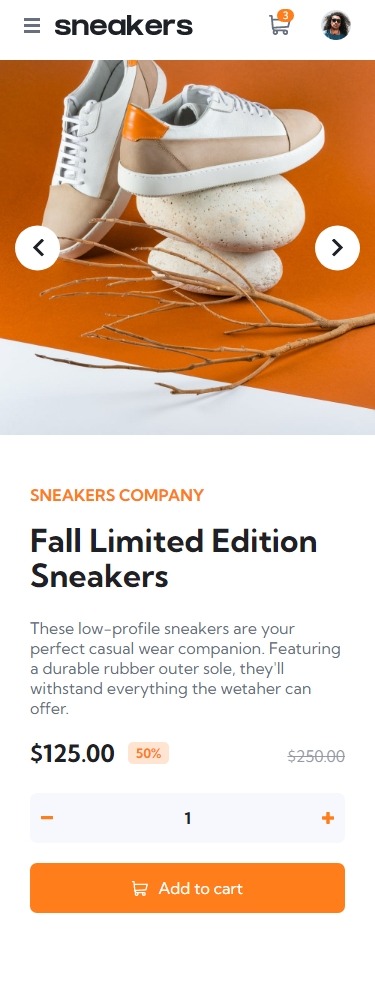 sneakers
3
SNEAKERS COMPANY
Fall Limited Edition
Sneakers
These low-profile sneakers are your
perfect casual wear companion. Featuring
a durable rubber outer sole, they'll
withstand everything the wetaher can
offer.
$125.00 50% $250.00
− 1 +
Add to cart